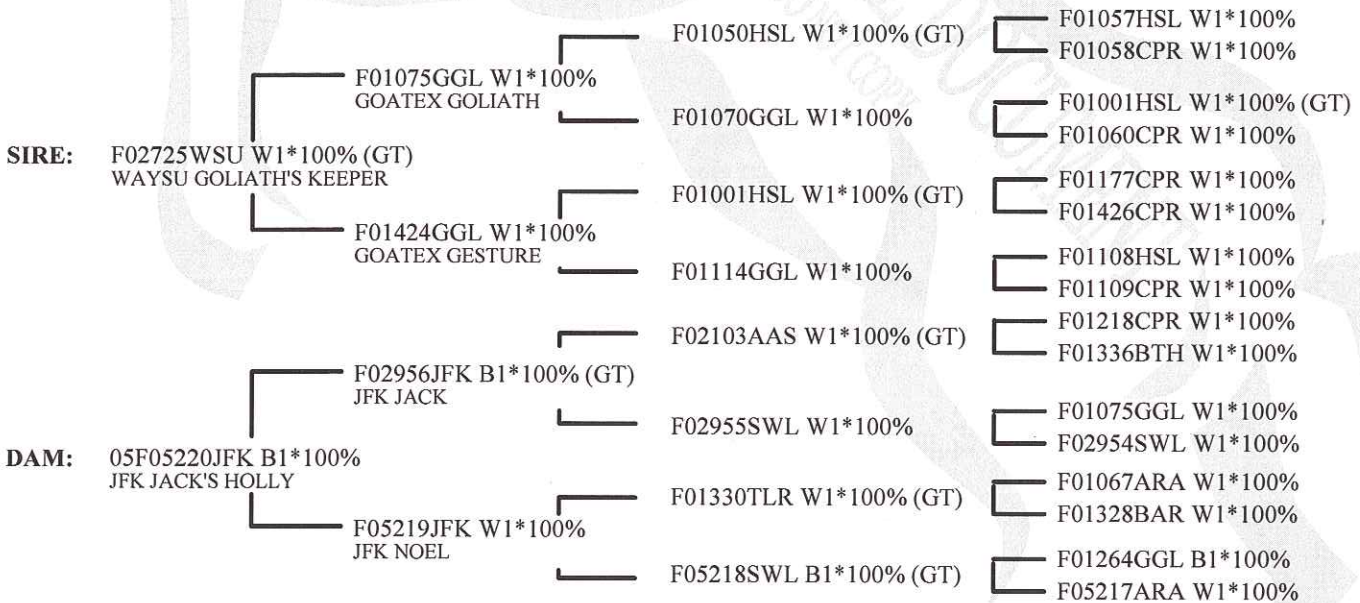 F01050HSL W1*100% (GT)
F01057HSL W1*100%
F01058CPR W1*100%
F01075GGL W1*100%
GOATEX GOLIATH
F01070GGL W1*100%
F01001HSL W1*100% (GT)
F01060CPR W1*100%
SIRE: F02725WSU W1*100% (GT)
WAYSU GOLIATH'S KEEPER
F01001HSL W1*100% (GT)
F01177CPR W1*100%
F01426CPR W1*100%
F01424GGL W1*100%
GOATEX GESTURE
F01114GGL W1*100%
F01108HSL W1*100%
F01109CPR W1*100%
F02103AAS W1*100% (GT)
F01218CPR W1*100%
F01336BTH W1*100%
F02956JFK B1*100% (GT)
JFK JACK
F02955SWL W1*100%
F01075GGL W1*100%
F02954SWL W1*100%
DAM: 05F05220JFK B1*100%
JFK JACK'S HOLLY
F01330TLR W1*100% (GT)
F01067ARA W1*100%
F01328BAR W1*100%
F05219JFK W1*100%
JFK NOEL
F05218SWL B1*100% (GT)
F01264GGL B1*100%
F05217ARA W1*100%
DOCUMENT
COPY